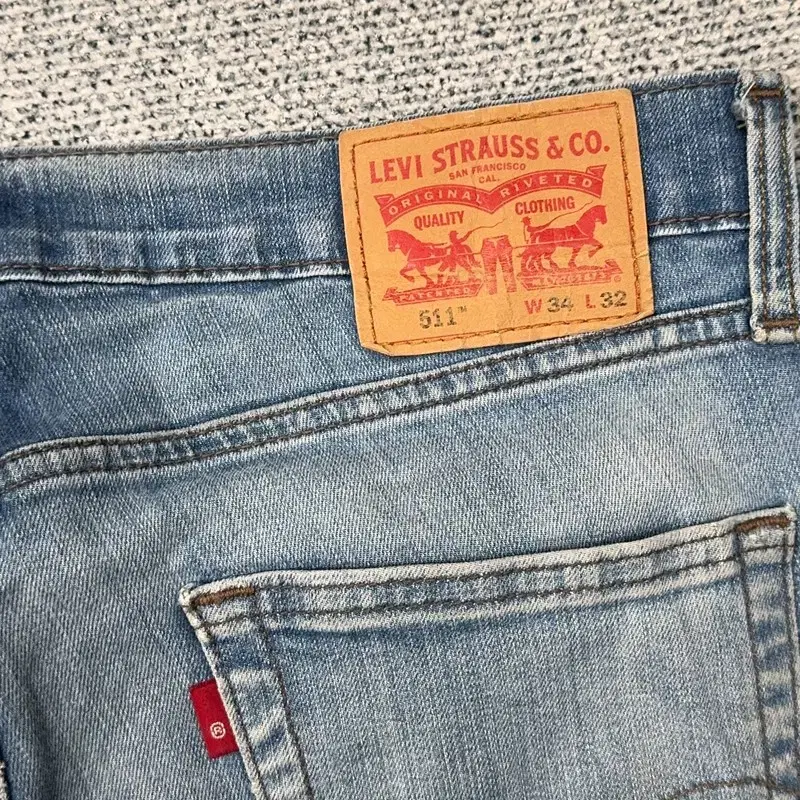 LEVI STRAUSS & CO.
SAN FRANCISCO
CAL.
ORIGINAL RIVETED
QUALITY CLOTHING
511™ W 34 L 32
®